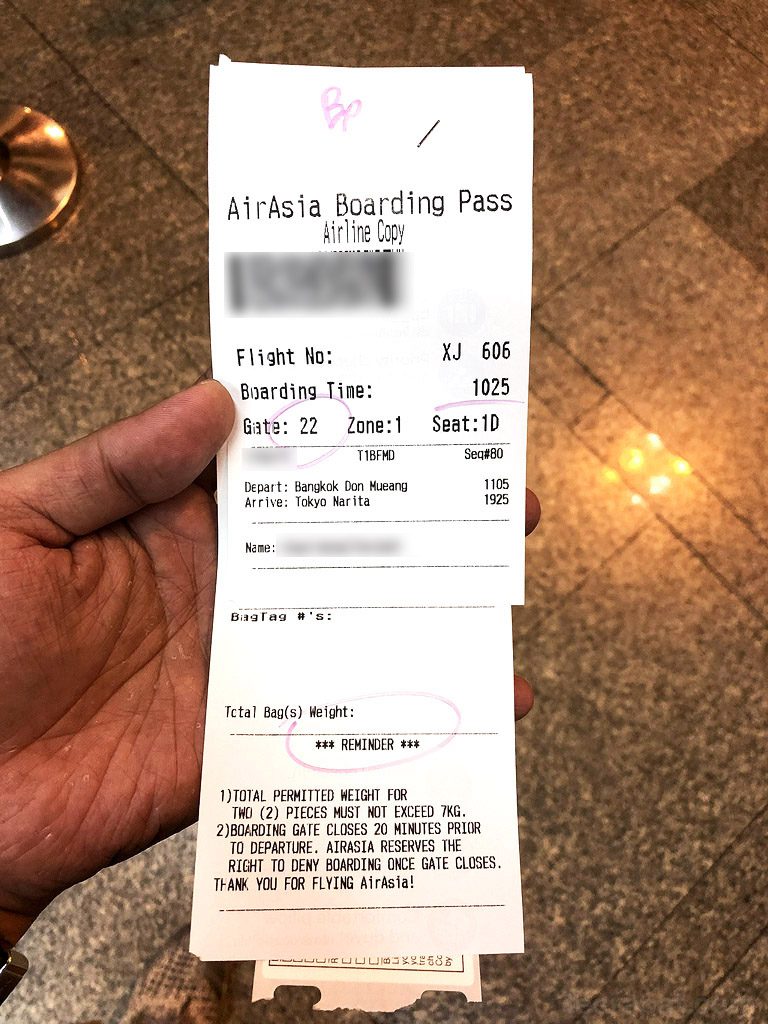 BP
AirAsia Boarding Pass
Airline Copy
Flight No: XJ 606
Boarding Time: 1025
Gate: 22 Zone:1 Seat:1D
T1BFMD Seq#80
Depart: Bangkok Don Mueang 1105
Arrive: Tokyo Narita 1925
Name:
BagTag #'s:
Total Bag(s) Weight:
*** REMINDER ***
1)TOTAL PERMITTED WEIGHT FOR
TWO (2) PIECES MUST NOT EXCEED 7KG.
2)BOARDING GATE CLOSES 20 MINUTES PRIOR
TO DEPARTURE. AIRASIA RESERVES THE
RIGHT TO DENY BOARDING ONCE GATE CLOSES.
THANK YOU FOR FLYING AirAsia!